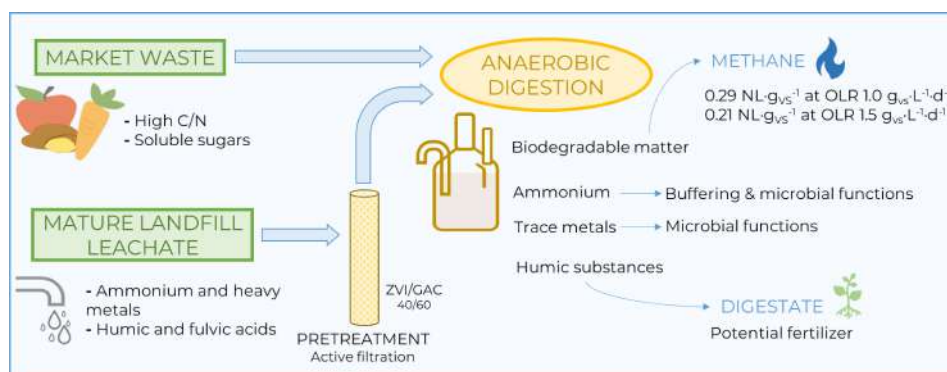 MARKET WASTE
- High C/N
- Soluble sugars
MATURE LANDFILL
LEACHATE
- Ammonium and heavy
metals
- Humic and fulvic acids
ZVI/GAC
40/60
PRETREATMENT
Active filtration
ANAEROBIC
DIGESTION
Biodegradable matter
METHANE
0.29 NL·gVS⁻¹ at OLR 1.0 gvs·L⁻¹·d⁻¹
0.21 NL·gVS⁻¹ at OLR 1.5 gvs·L⁻¹·d⁻¹
Ammonium
Buffering & microbial functions
Trace metals
Microbial functions
Humic substances
DIGESTATE
Potential fertilizer